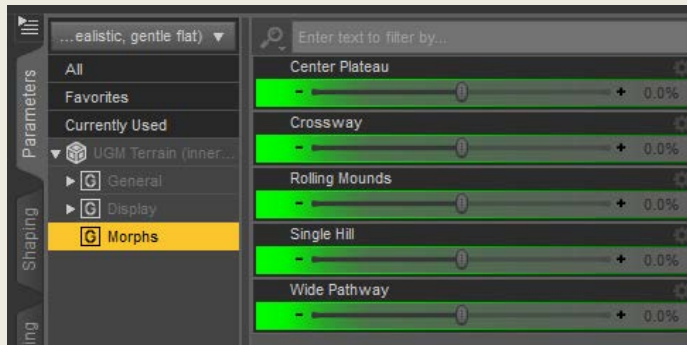 Parameters
Shaping
...ealistic, gentle flat)
All
Favorites
Currently Used
UGM Terrain (inner...
G General
G Display
G Morphs
Enter text to filter by...
Center Plateau
- + 0.0%
Crossway
- + 0.0%
Rolling Mounds
- + 0.0%
Single Hill
- + 0.0%
Wide Pathway
- + 0.0%